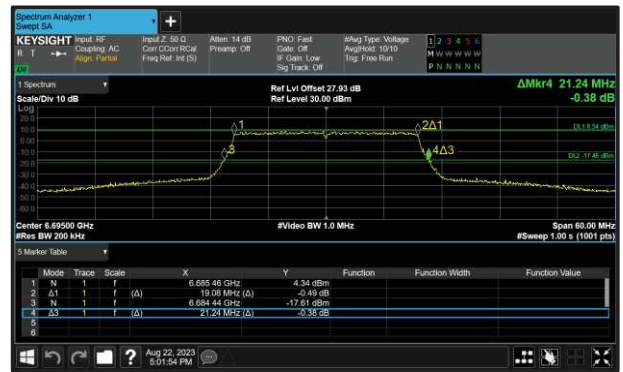 Spectrum Analyzer 1
Swept SA
KEYSIGHT Input: RF Input Z: 50 Ω Atten: 14 dB PNO: Fast #Avg Type: Voltage 1 2 3 4 5 6
R T Coupling: AC Corr CCorr RCal Preamp: Off Gate: Off Avg|Hold: 10/10 M W W W W W
Align: Partial Freq Ref: Int (S) IF Gain: Low Trig: Free Run P N N N N N
Sig Track: Off
1 Spectrum Ref Lvl Offset 27.93 dB ΔMkr4 21.24 MHz
Scale/Div 10 dB Ref Level 30.00 dBm -0.38 dB
Log
20.0
10.0
0.00
-10.0
-20.0
-30.0
-40.0
-50.0
-60.0
1
2Δ1
DL1 9.54 dBm
3
4Δ3
DL2 -17.46 dBm
Center 6.69500 GHz #Video BW 1.0 MHz Span 60.00 MHz
#Res BW 200 kHz #Sweep 1.00 s (1001 pts)
5 Marker Table
Mode Trace Scale X Y Function Function Width Function Value
1 N 1 f 6.685 46 GHz 4.34 dBm
2 Δ1 1 f (Δ) 19.08 MHz (Δ) -0.49 dB
3 N 1 f 6.684 44 GHz -17.61 dBm
4 Δ3 1 f (Δ) 21.24 MHz (Δ) -0.38 dB
5
6
? Aug 22, 2023
5:01:54 PM